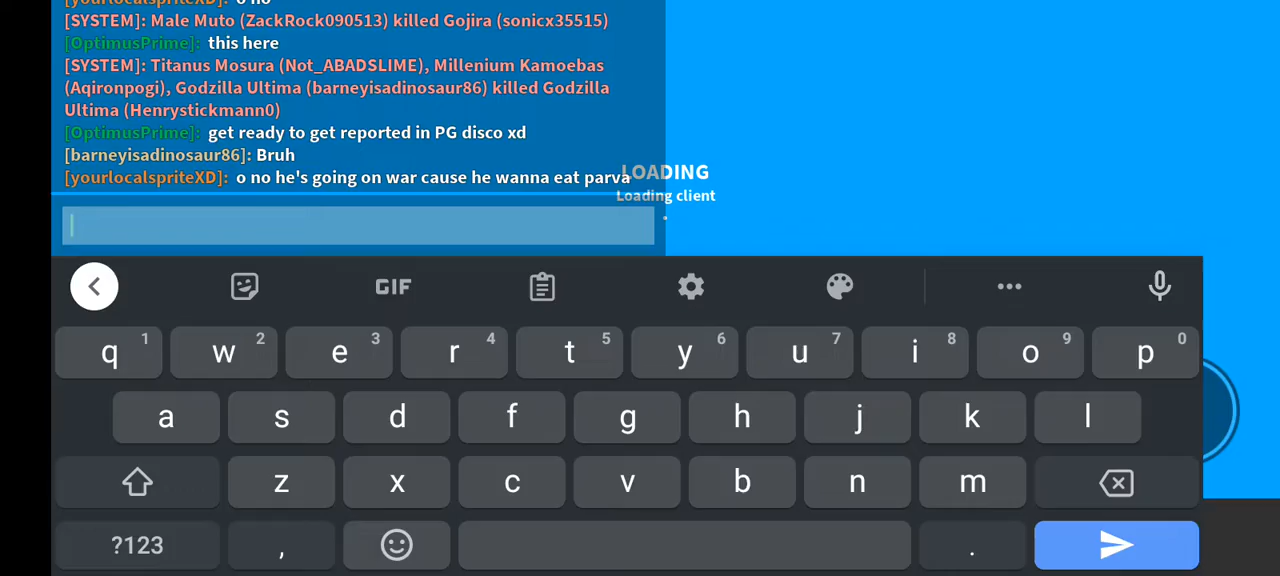 [yourlocalspriteXD]: o no
[SYSTEM]: Male Muto (ZackRock090513) killed Gojira (sonicx35515)
[OptimusPrime]: this here
[SYSTEM]: Titanus Mosura (Not_ABADSLIME), Millenium Kamoebas
(Aqironpogi), Godzilla Ultima (barneyisadinosaur86) killed Godzilla
Ultima (Henrystickmann0)
[OptimusPrime]: get ready to get reported in PG disco xd
[barneyisadinosaur86]: Bruh
[yourlocalspriteXD]: o no he's going on war cause he wanna eat parva
LOADING
Loading client
.
GIF
q 1 w 2 e 3 r 4 t 5 y 6 u 7 i 8 o 9 p 0
a s d f g h j k l
z x c v b n m
?123 , .